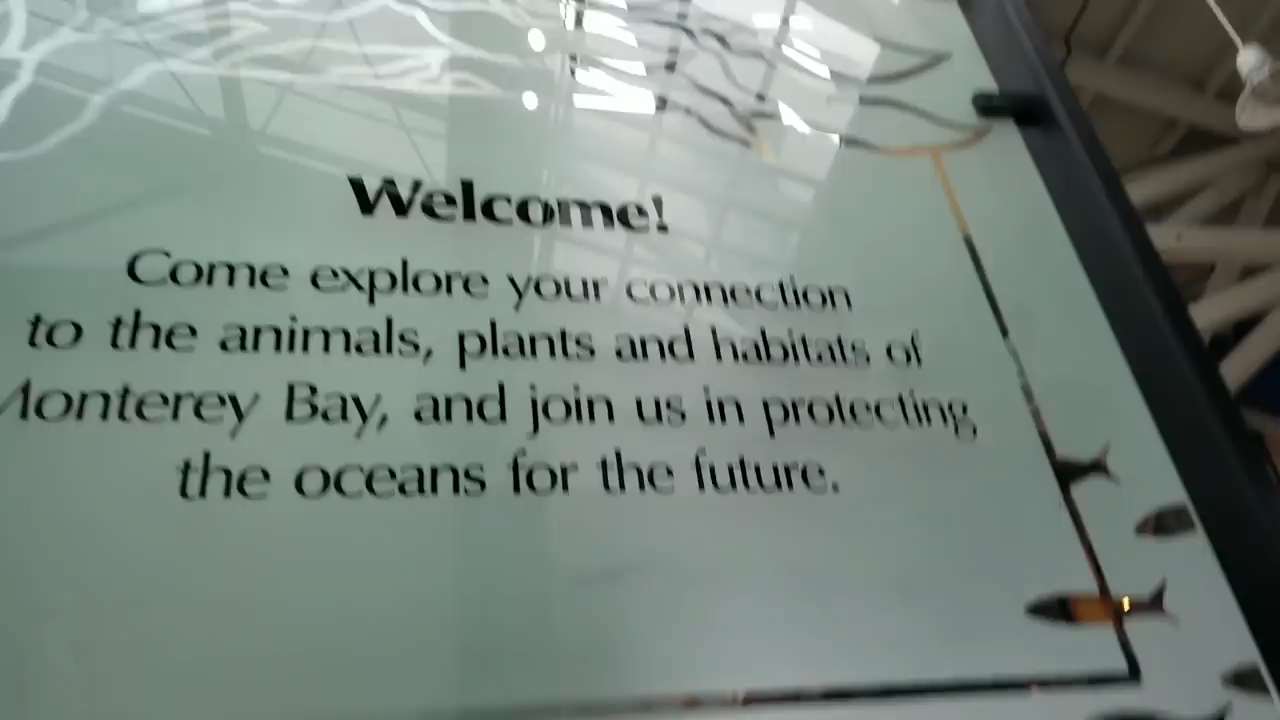 Welcome!
Come explore your connection
to the animals, plants and habitats of
Monterey Bay, and join us in protecting
the oceans for the future.